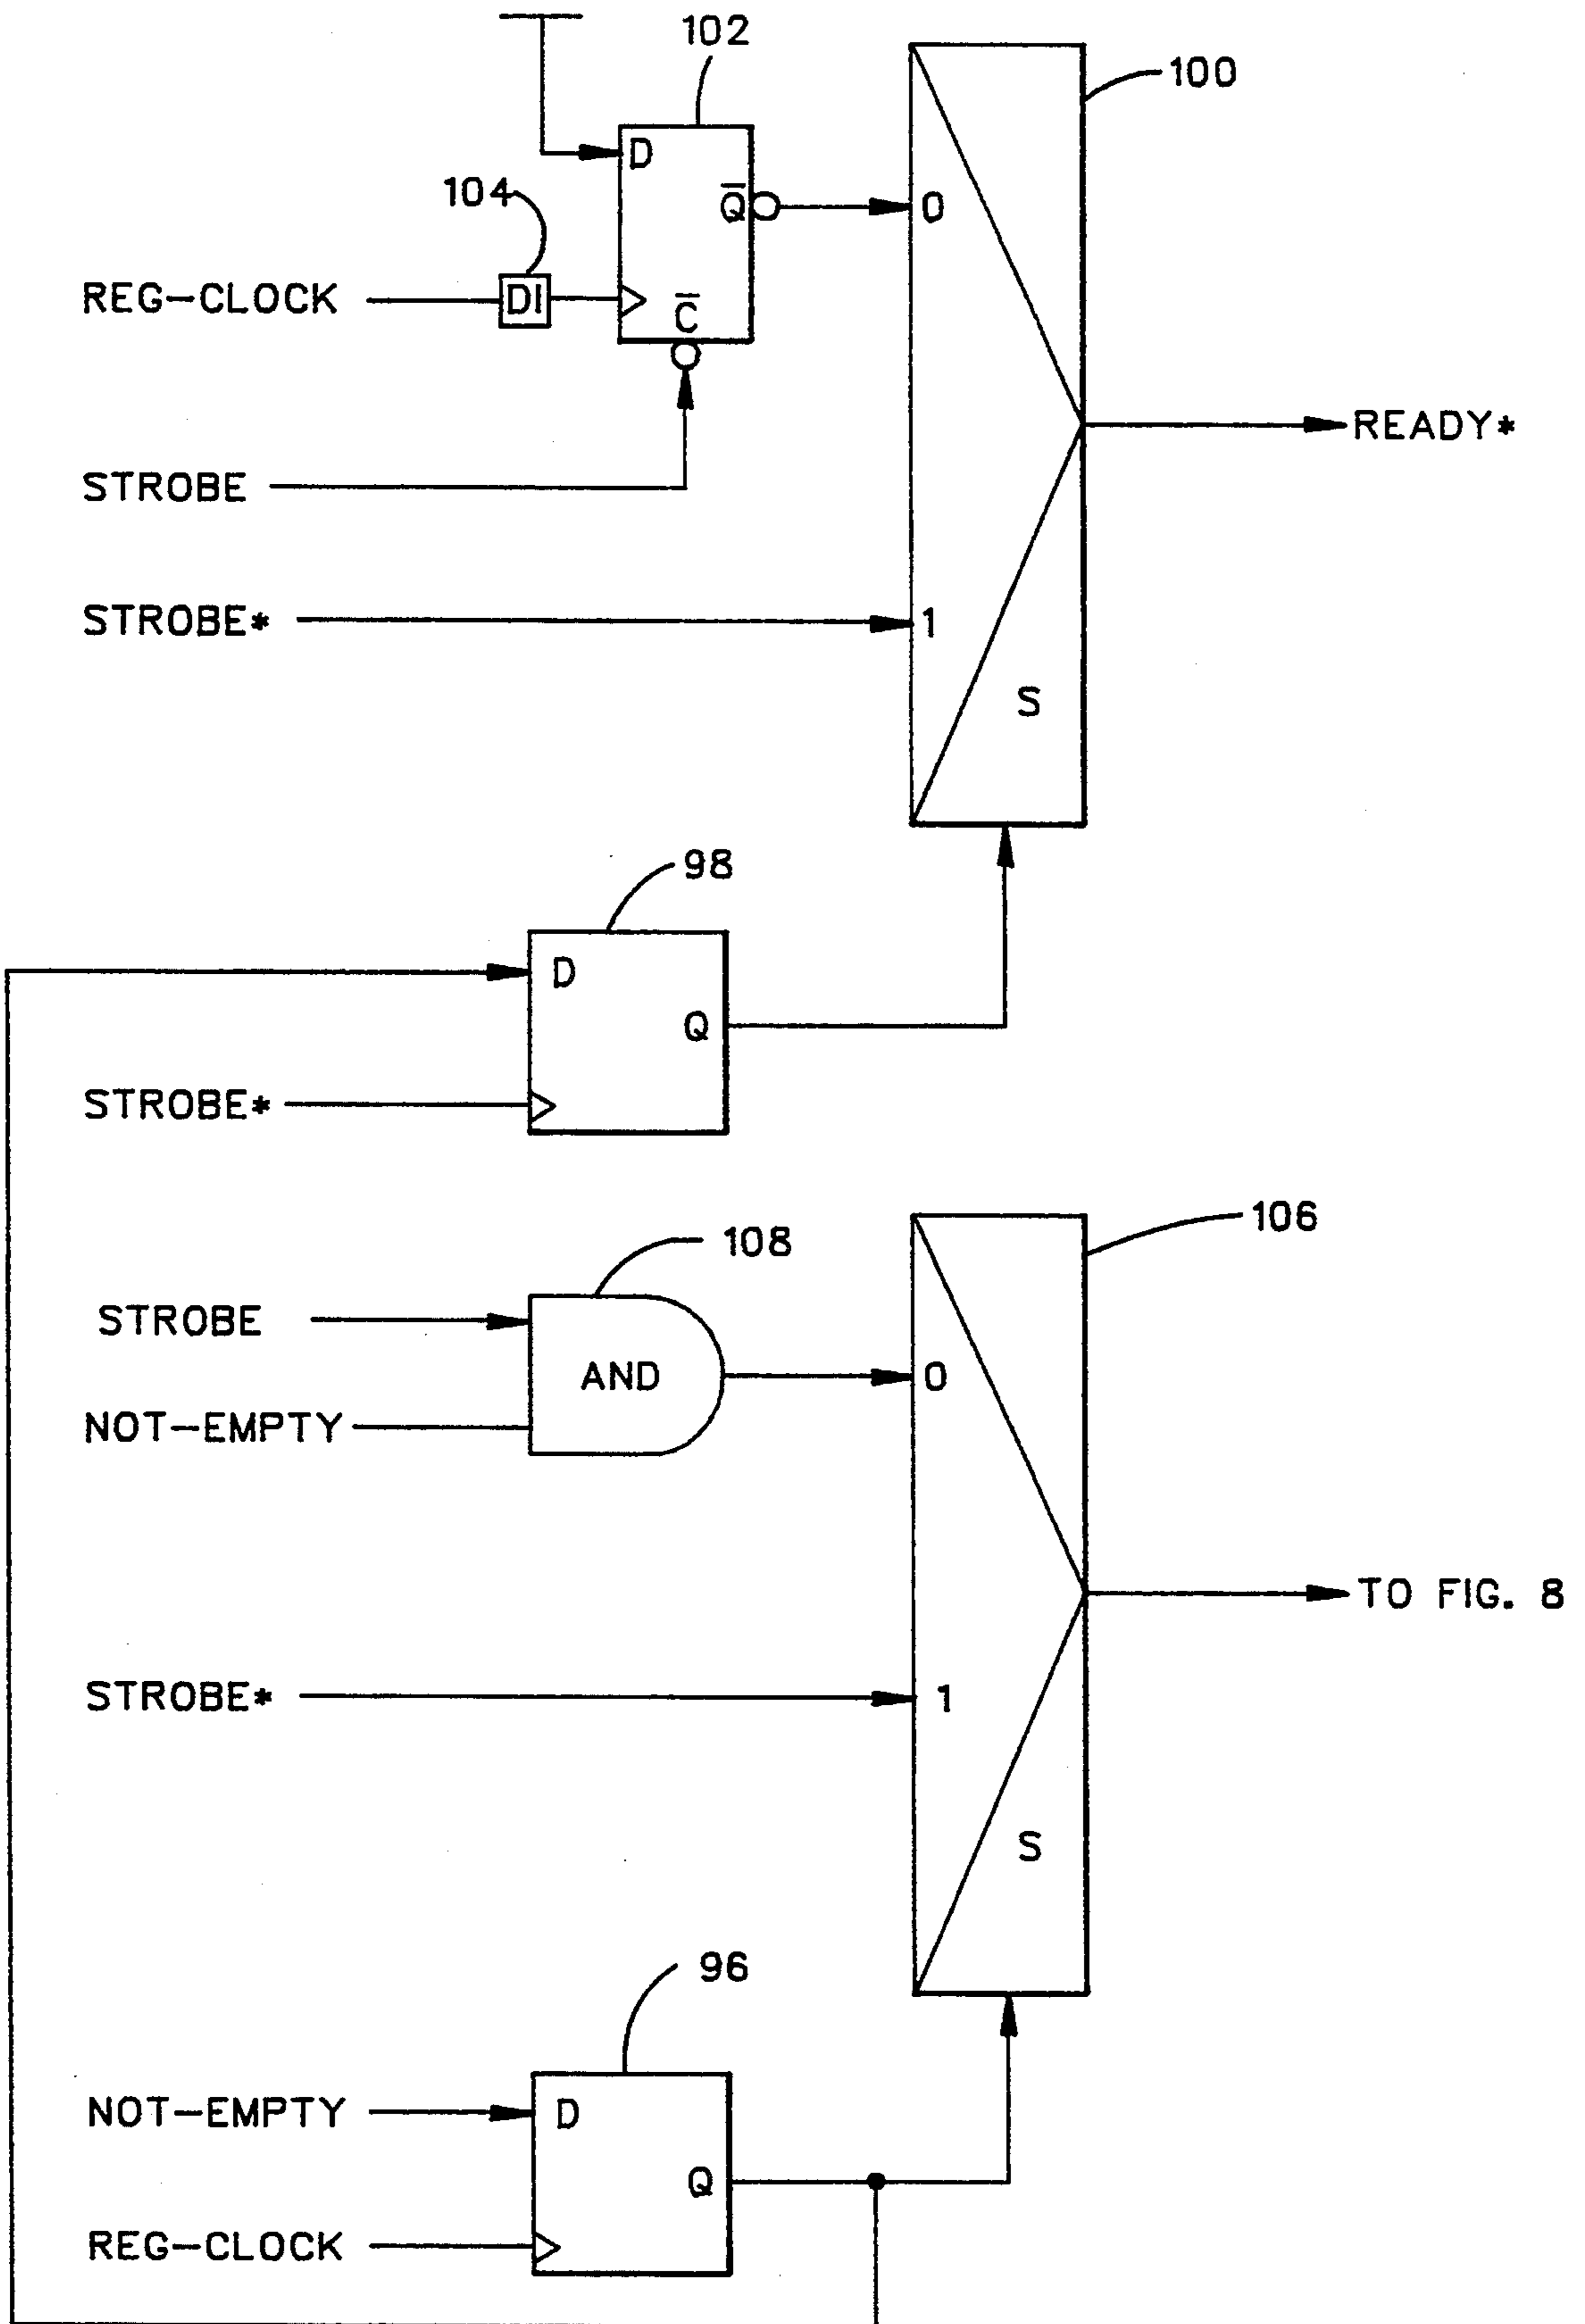 102
100
D
Q
0
104
REG-CLOCK
DI
C
READY*
STROBE
STROBE*
1
S
98
D
Q
STROBE*
106
108
STROBE
AND
0
NOT-EMPTY
TO FIG. 8
STROBE*
1
S
96
NOT-EMPTY
D
Q
REG-CLOCK